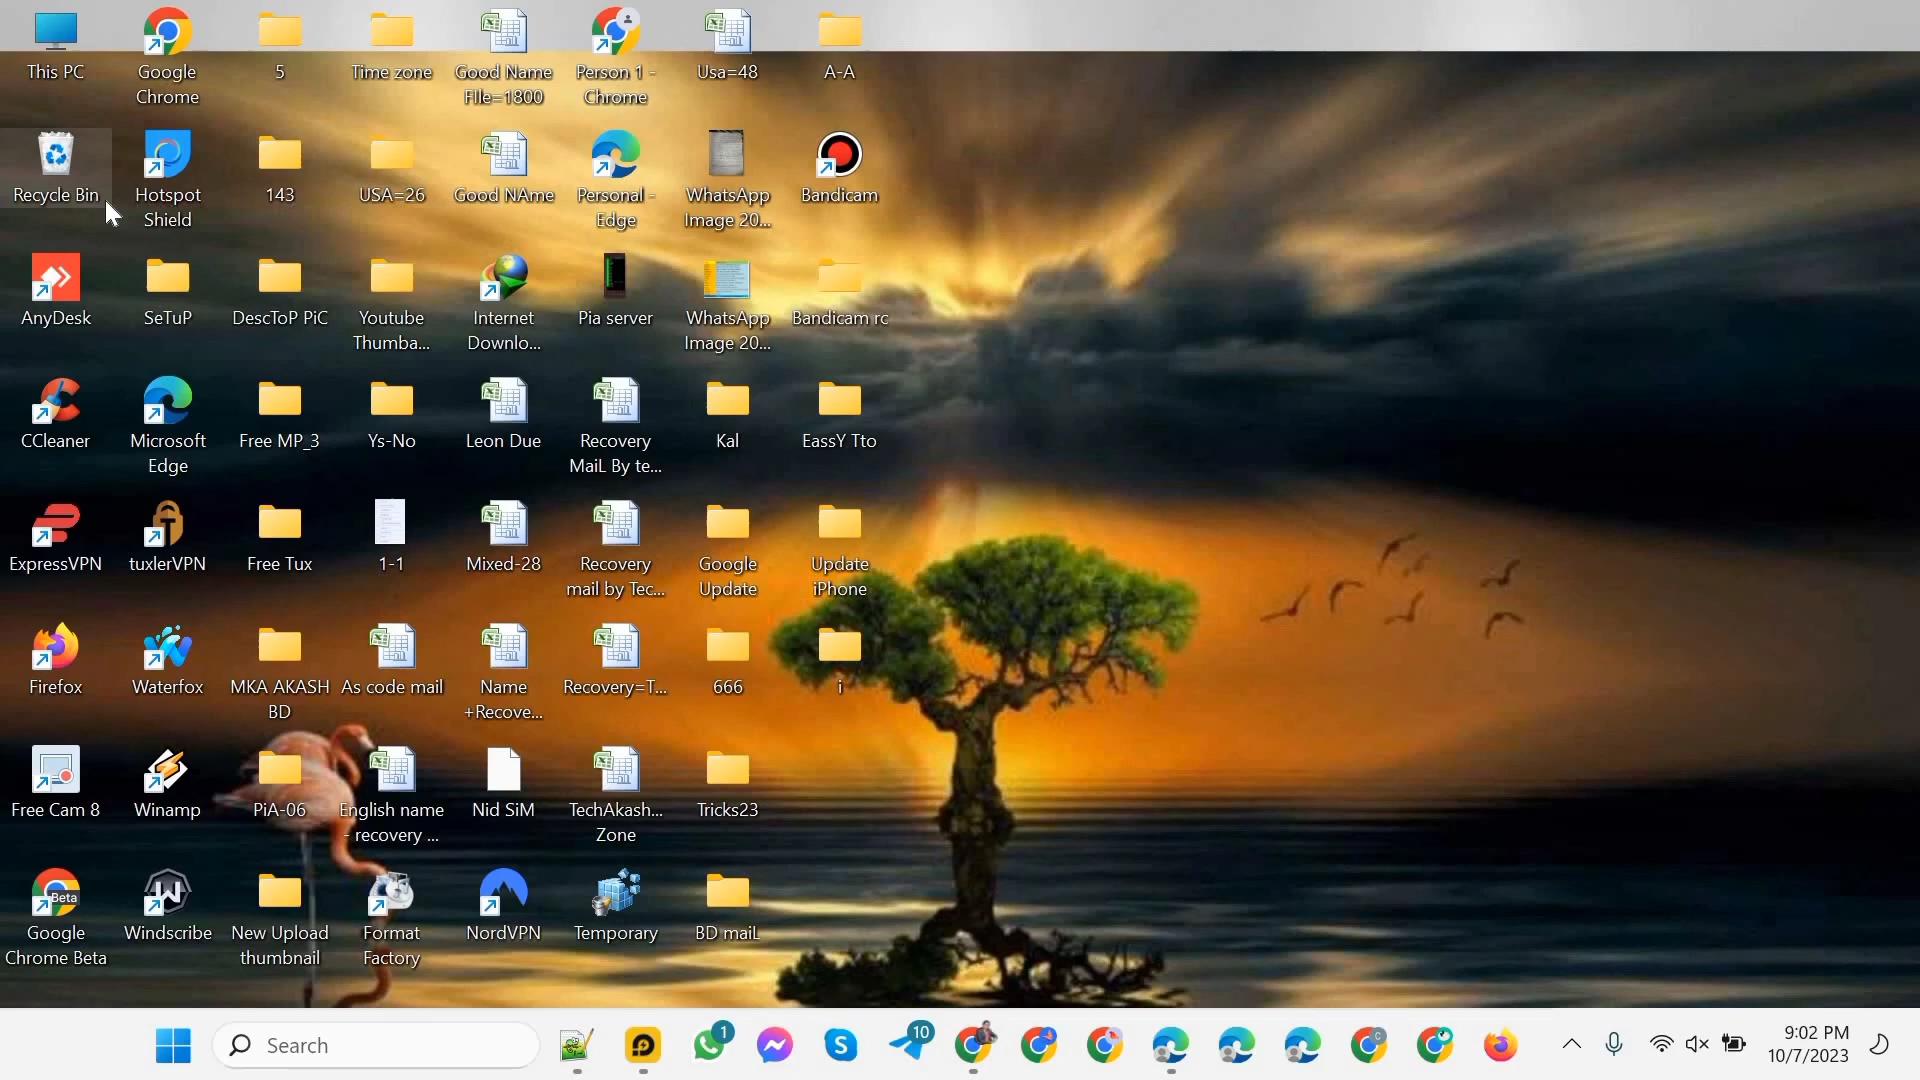 This PC
Google
Chrome
5
Time zone
Good Name
FIle=1800
Person 1 -
Chrome
Usa=48
A-A
Recycle Bin
Hotspot
Shield
143
USA=26
Good NAme
Personal -
Edge
WhatsApp
Image 20...
Bandicam
AnyDesk
SeTuP
DescToP PiC
Youtube
Thumba...
Internet
Downlo...
Pia server
WhatsApp
Image 20...
Bandicam rc
CCleaner
Microsoft
Edge
Free MP_3
Ys-No
Leon Due
Recovery
MaiL By te...
Kal
EassY Tto
ExpressVPN
tuxlerVPN
Free Tux
1-1
Mixed-28
Recovery
mail by Tec...
Google
Update
Update
iPhone
Firefox
Waterfox
MKA AKASH
BD
As code mail
Name
+Recove...
Recovery=T...
666
i
Free Cam 8
Winamp
PiA-06
English name
- recovery ...
Nid SiM
TechAkash...
Zone
Tricks23
Beta
Google
Chrome Beta
Windscribe
New Upload
thumbnail
Format
Factory
NordVPN
Temporary
BD maiL
Search
1
10
9:02 PM
10/7/2023